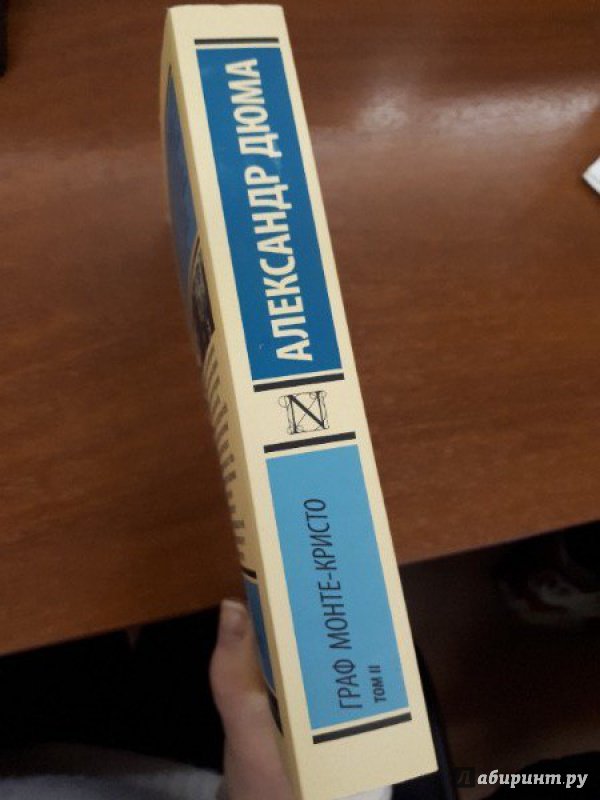 АЛЕКСАНДР ДЮМА
N
ГРАФ МОНТЕ-КРИСТО
ТОМ II
Лабиринт.ру